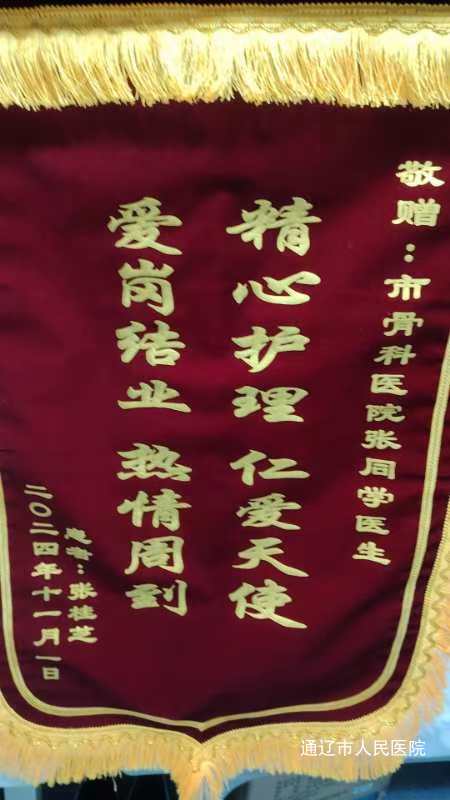 敬赠：市骨科医院张同学医生
精心护理 仁爱天使
爱岗结业 热情周到
患者：张桂芝
二〇二四年十一月一日
通辽市人民医院